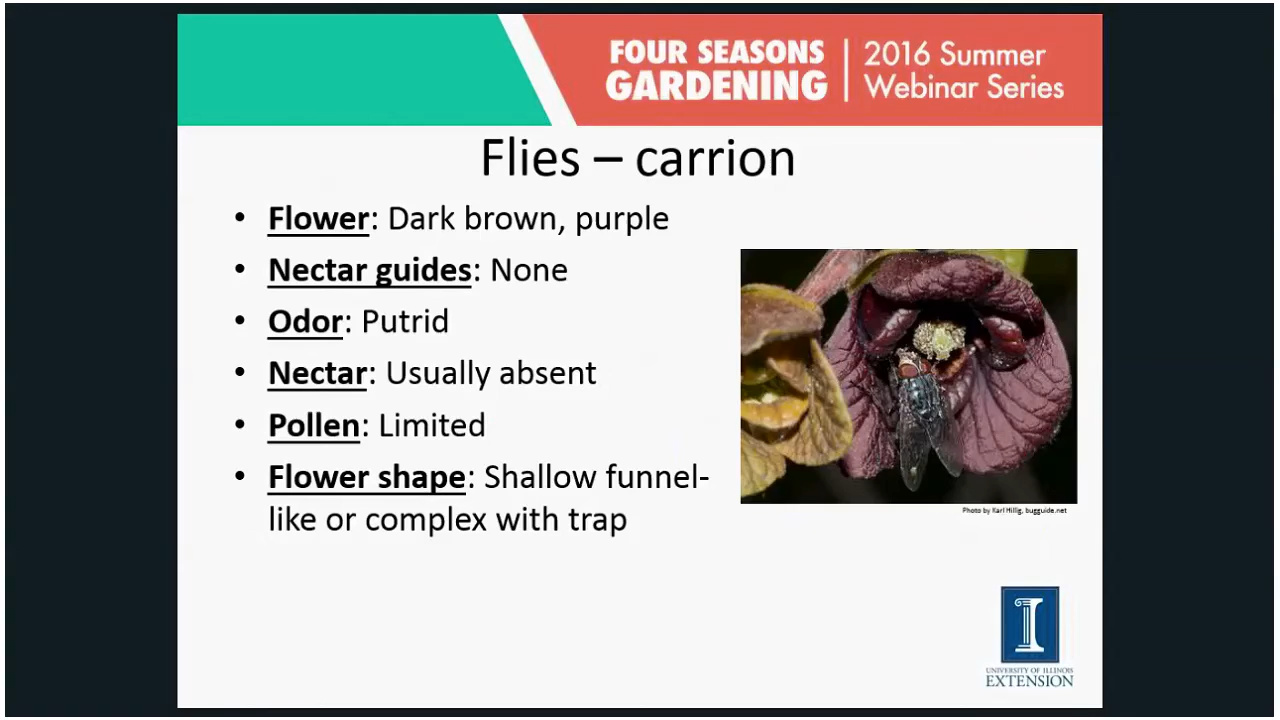 FOUR SEASONS
GARDENING
2016 Summer
Webinar Series
Flies – carrion
• Flower: Dark brown, purple
• Nectar guides: None
• Odor: Putrid
• Nectar: Usually absent
• Pollen: Limited
• Flower shape: Shallow funnel-
like or complex with trap
Photo by Karl Hillig, bugguide.net
I
UNIVERSITY OF ILLINOIS
EXTENSION